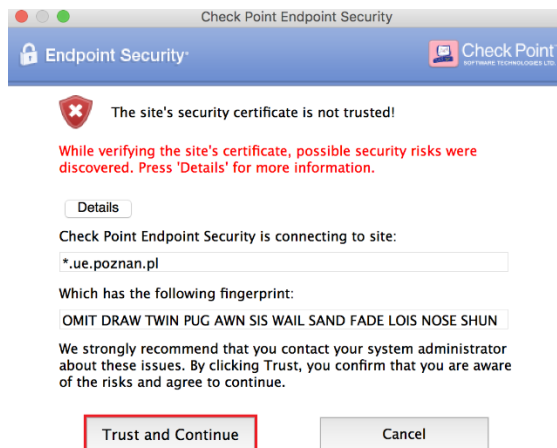 Check Point Endpoint Security
Endpoint Security·
Check Point
SOFTWARE TECHNOLOGIES LTD.
The site's security certificate is not trusted!
While verifying the site's certificate, possible security risks were
discovered. Press 'Details' for more information.
Details
Check Point Endpoint Security is connecting to site:
*.ue.poznan.pl
Which has the following fingerprint:
OMIT DRAW TWIN PUG AWN SIS WAIL SAND FADE LOIS NOSE SHUN
We strongly recommend that you contact your system administrator
about these issues. By clicking Trust, you confirm that you are aware
of the risks and agree to continue.
Trust and Continue
Cancel